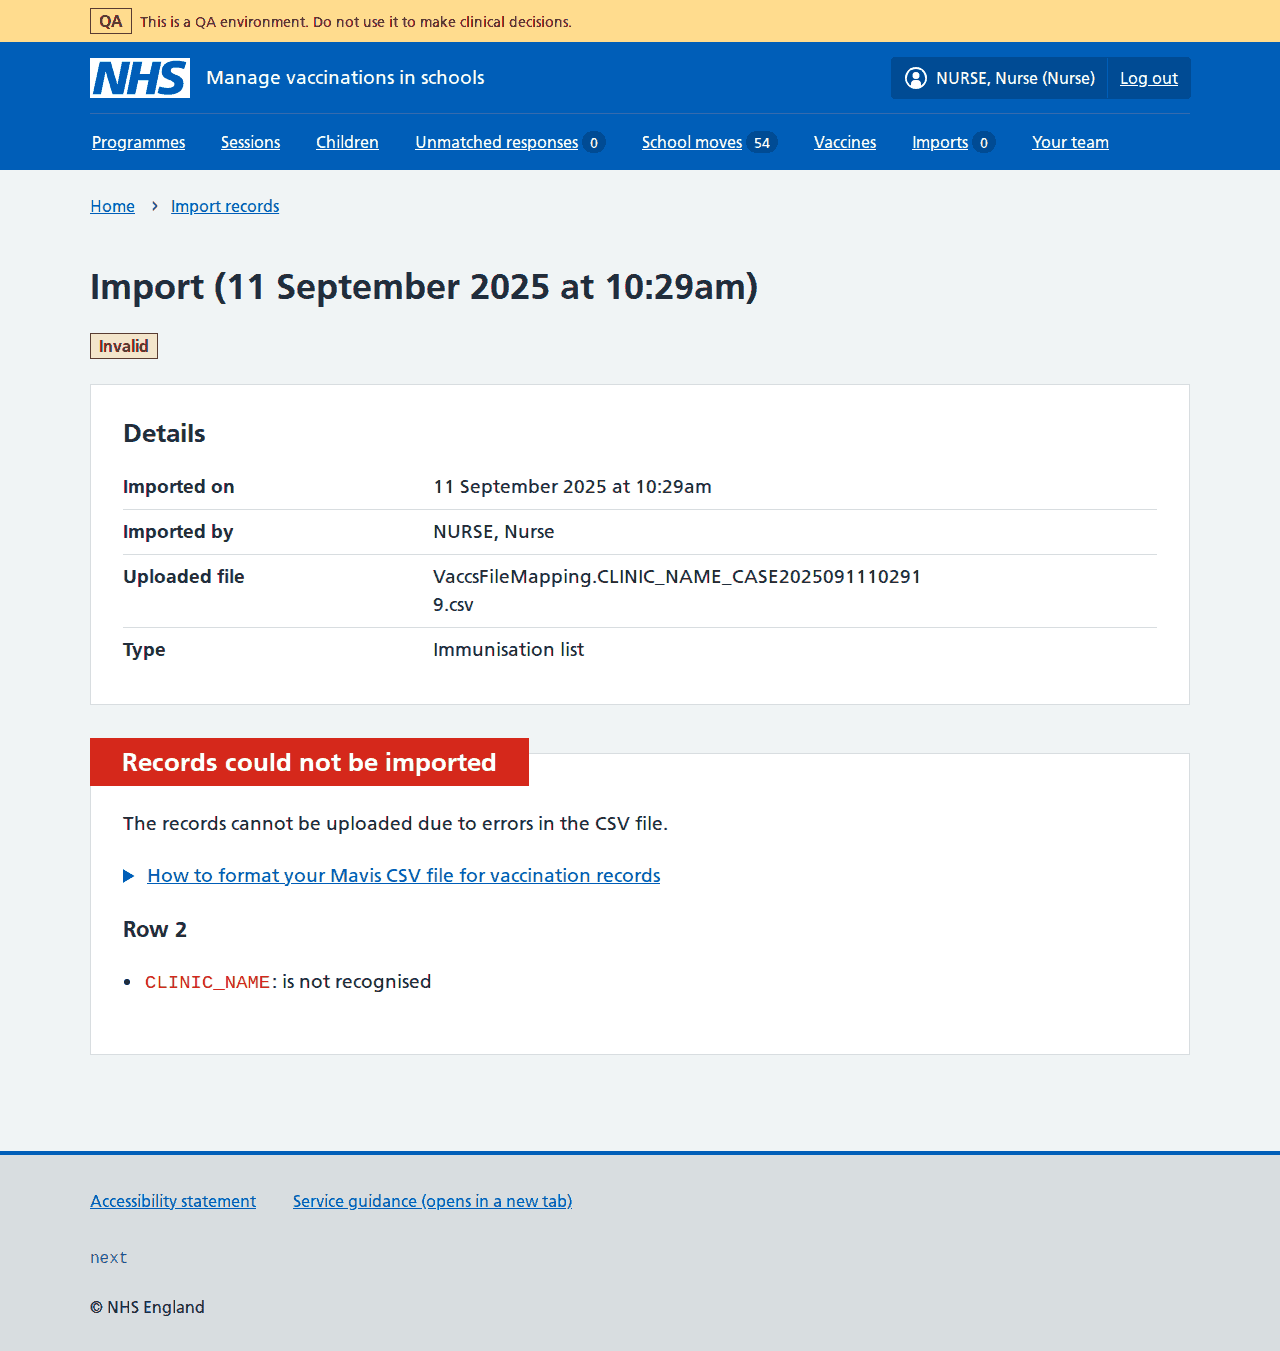 QA This is a QA environment. Do not use it to make clinical decisions.
NHS Manage vaccinations in schools NURSE, Nurse (Nurse) Log out
Programmes Sessions Children Unmatched responses 0 School moves 54 Vaccines Imports 0 Your team
Home › Import records
Import (11 September 2025 at 10:29am)
Invalid
Details
Imported on 11 September 2025 at 10:29am
Imported by NURSE, Nurse
Uploaded file VaccsFileMapping.CLINIC_NAME_CASE2025091110291
9.csv
Type Immunisation list
Records could not be imported
The records cannot be uploaded due to errors in the CSV file.
How to format your Mavis CSV file for vaccination records
Row 2
• CLINIC_NAME: is not recognised
Accessibility statement Service guidance (opens in a new tab)
next
© NHS England